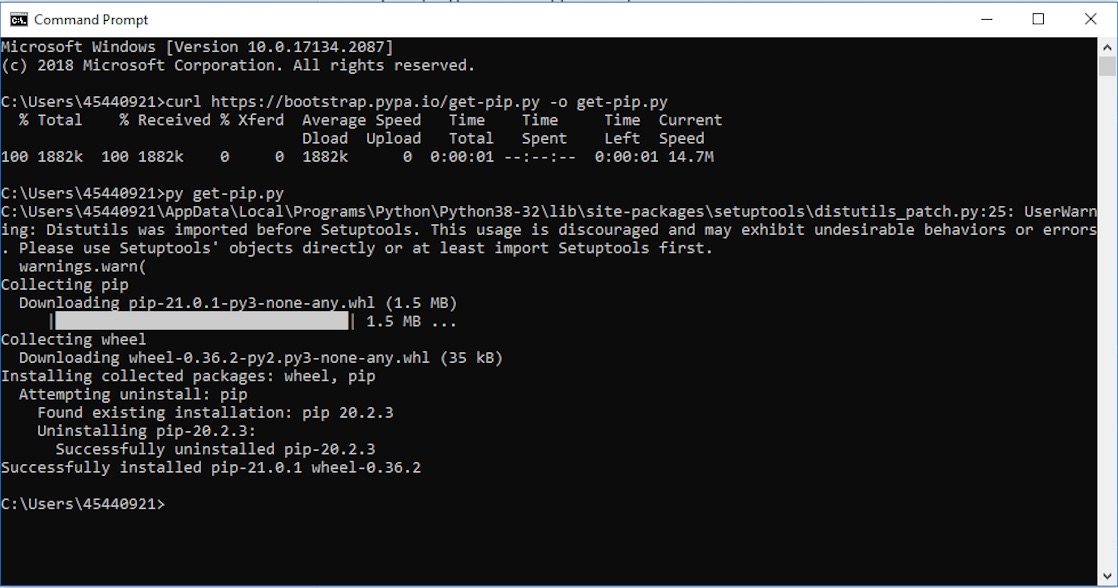 Command Prompt
Microsoft Windows [Version 10.0.17134.2087]
(c) 2018 Microsoft Corporation. All rights reserved.
C:\Users\45440921>curl https://bootstrap.pypa.io/get-pip.py -o get-pip.py
  % Total    % Received % Xferd  Average Speed   Time    Time     Time  Current
                                 Dload  Upload   Total   Spent    Left  Speed
100 1882k  100 1882k    0     0  1882k      0  0:00:01 --:--:--  0:00:01 14.7M
C:\Users\45440921>py get-pip.py
C:\Users\45440921\AppData\Local\Programs\Python\Python38-32\lib\site-packages\setuptools\distutils_patch.py:25: UserWarn
ing: Distutils was imported before Setuptools. This usage is discouraged and may exhibit undesirable behaviors or errors
. Please use Setuptools' objects directly or at least import Setuptools first.
  warnings.warn(
Collecting pip
  Downloading pip-21.0.1-py3-none-any.whl (1.5 MB)
     |████████████████████████████████| 1.5 MB ...
Collecting wheel
  Downloading wheel-0.36.2-py2.py3-none-any.whl (35 kB)
Installing collected packages: wheel, pip
  Attempting uninstall: pip
    Found existing installation: pip 20.2.3
    Uninstalling pip-20.2.3:
      Successfully uninstalled pip-20.2.3
Successfully installed pip-21.0.1 wheel-0.36.2
C:\Users\45440921>